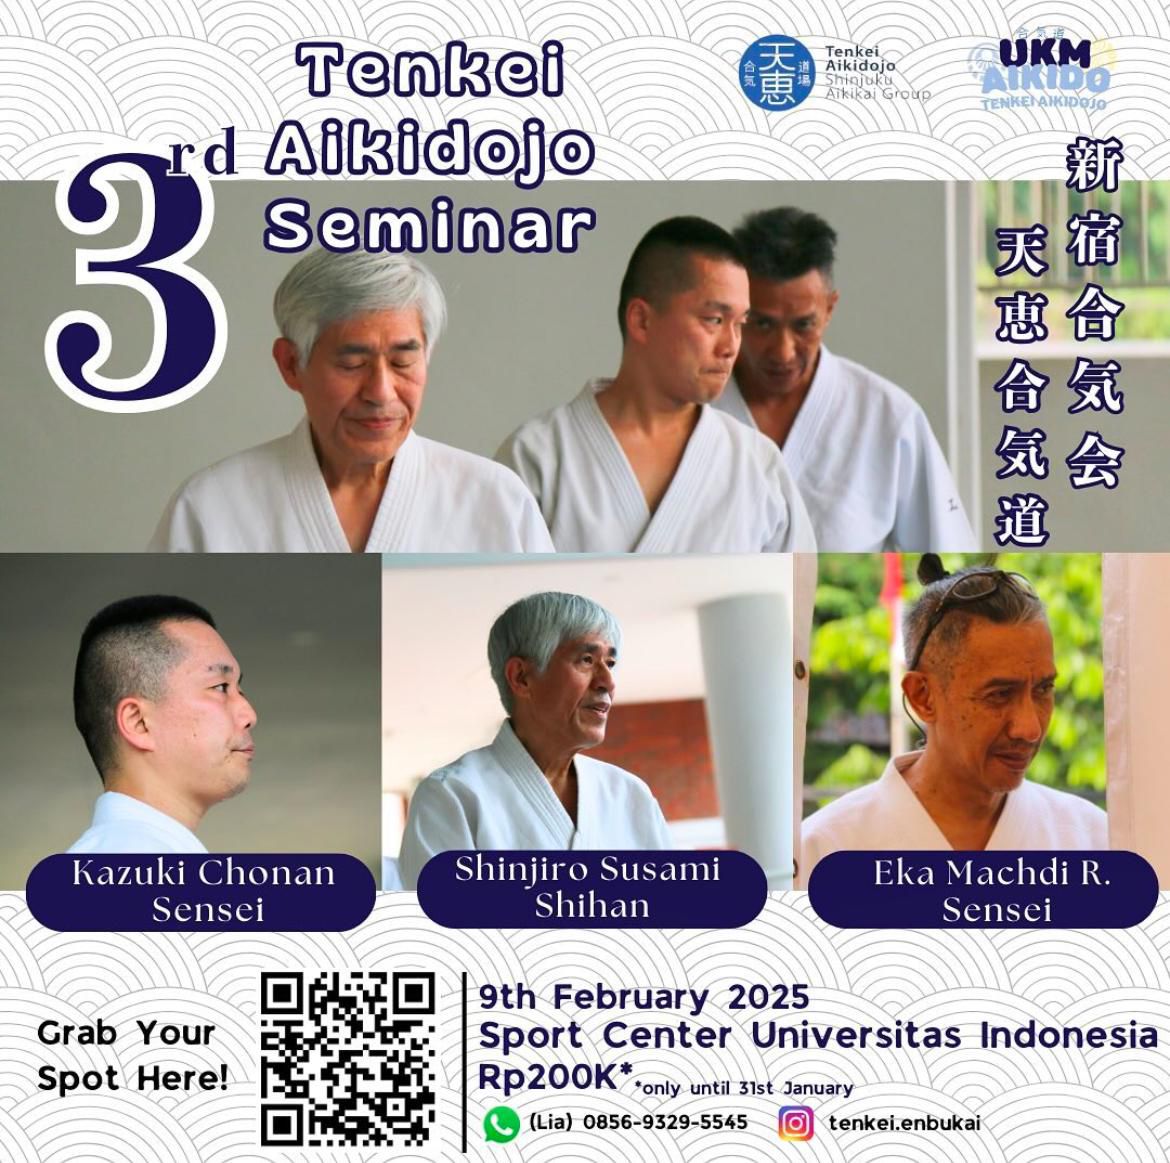 Tenkei
3rd Aikidojo
Seminar
天恵
合気
道場
Tenkei
Aikidojo
Shinjuku
Aikikai Group
合気道
UKM
AIKIDO
TENKEI AIKIDOJO
新宿合気会
天恵合気道
Kazuki Chonan
Sensei
Shinjiro Susami
Shihan
Eka Machdi R.
Sensei
Grab Your
Spot Here!
9th February 2025
Sport Center Universitas Indonesia
Rp200K* *only until 31st January
(Lia) 0856-9329-5545
tenkei.enbukai